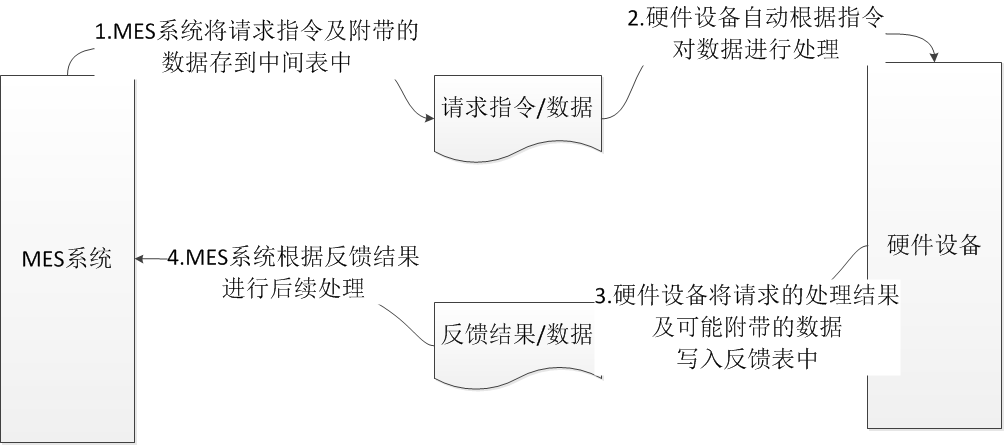 1.MES系统将请求指令及附带的
数据存到中间表中
2.硬件设备自动根据指令
对数据进行处理
请求指令/数据
MES系统
4.MES系统根据反馈结果
进行后续处理
硬件设备
3.硬件设备将请求的处理结果
及可能附带的数据
写入反馈表中
反馈结果/数据